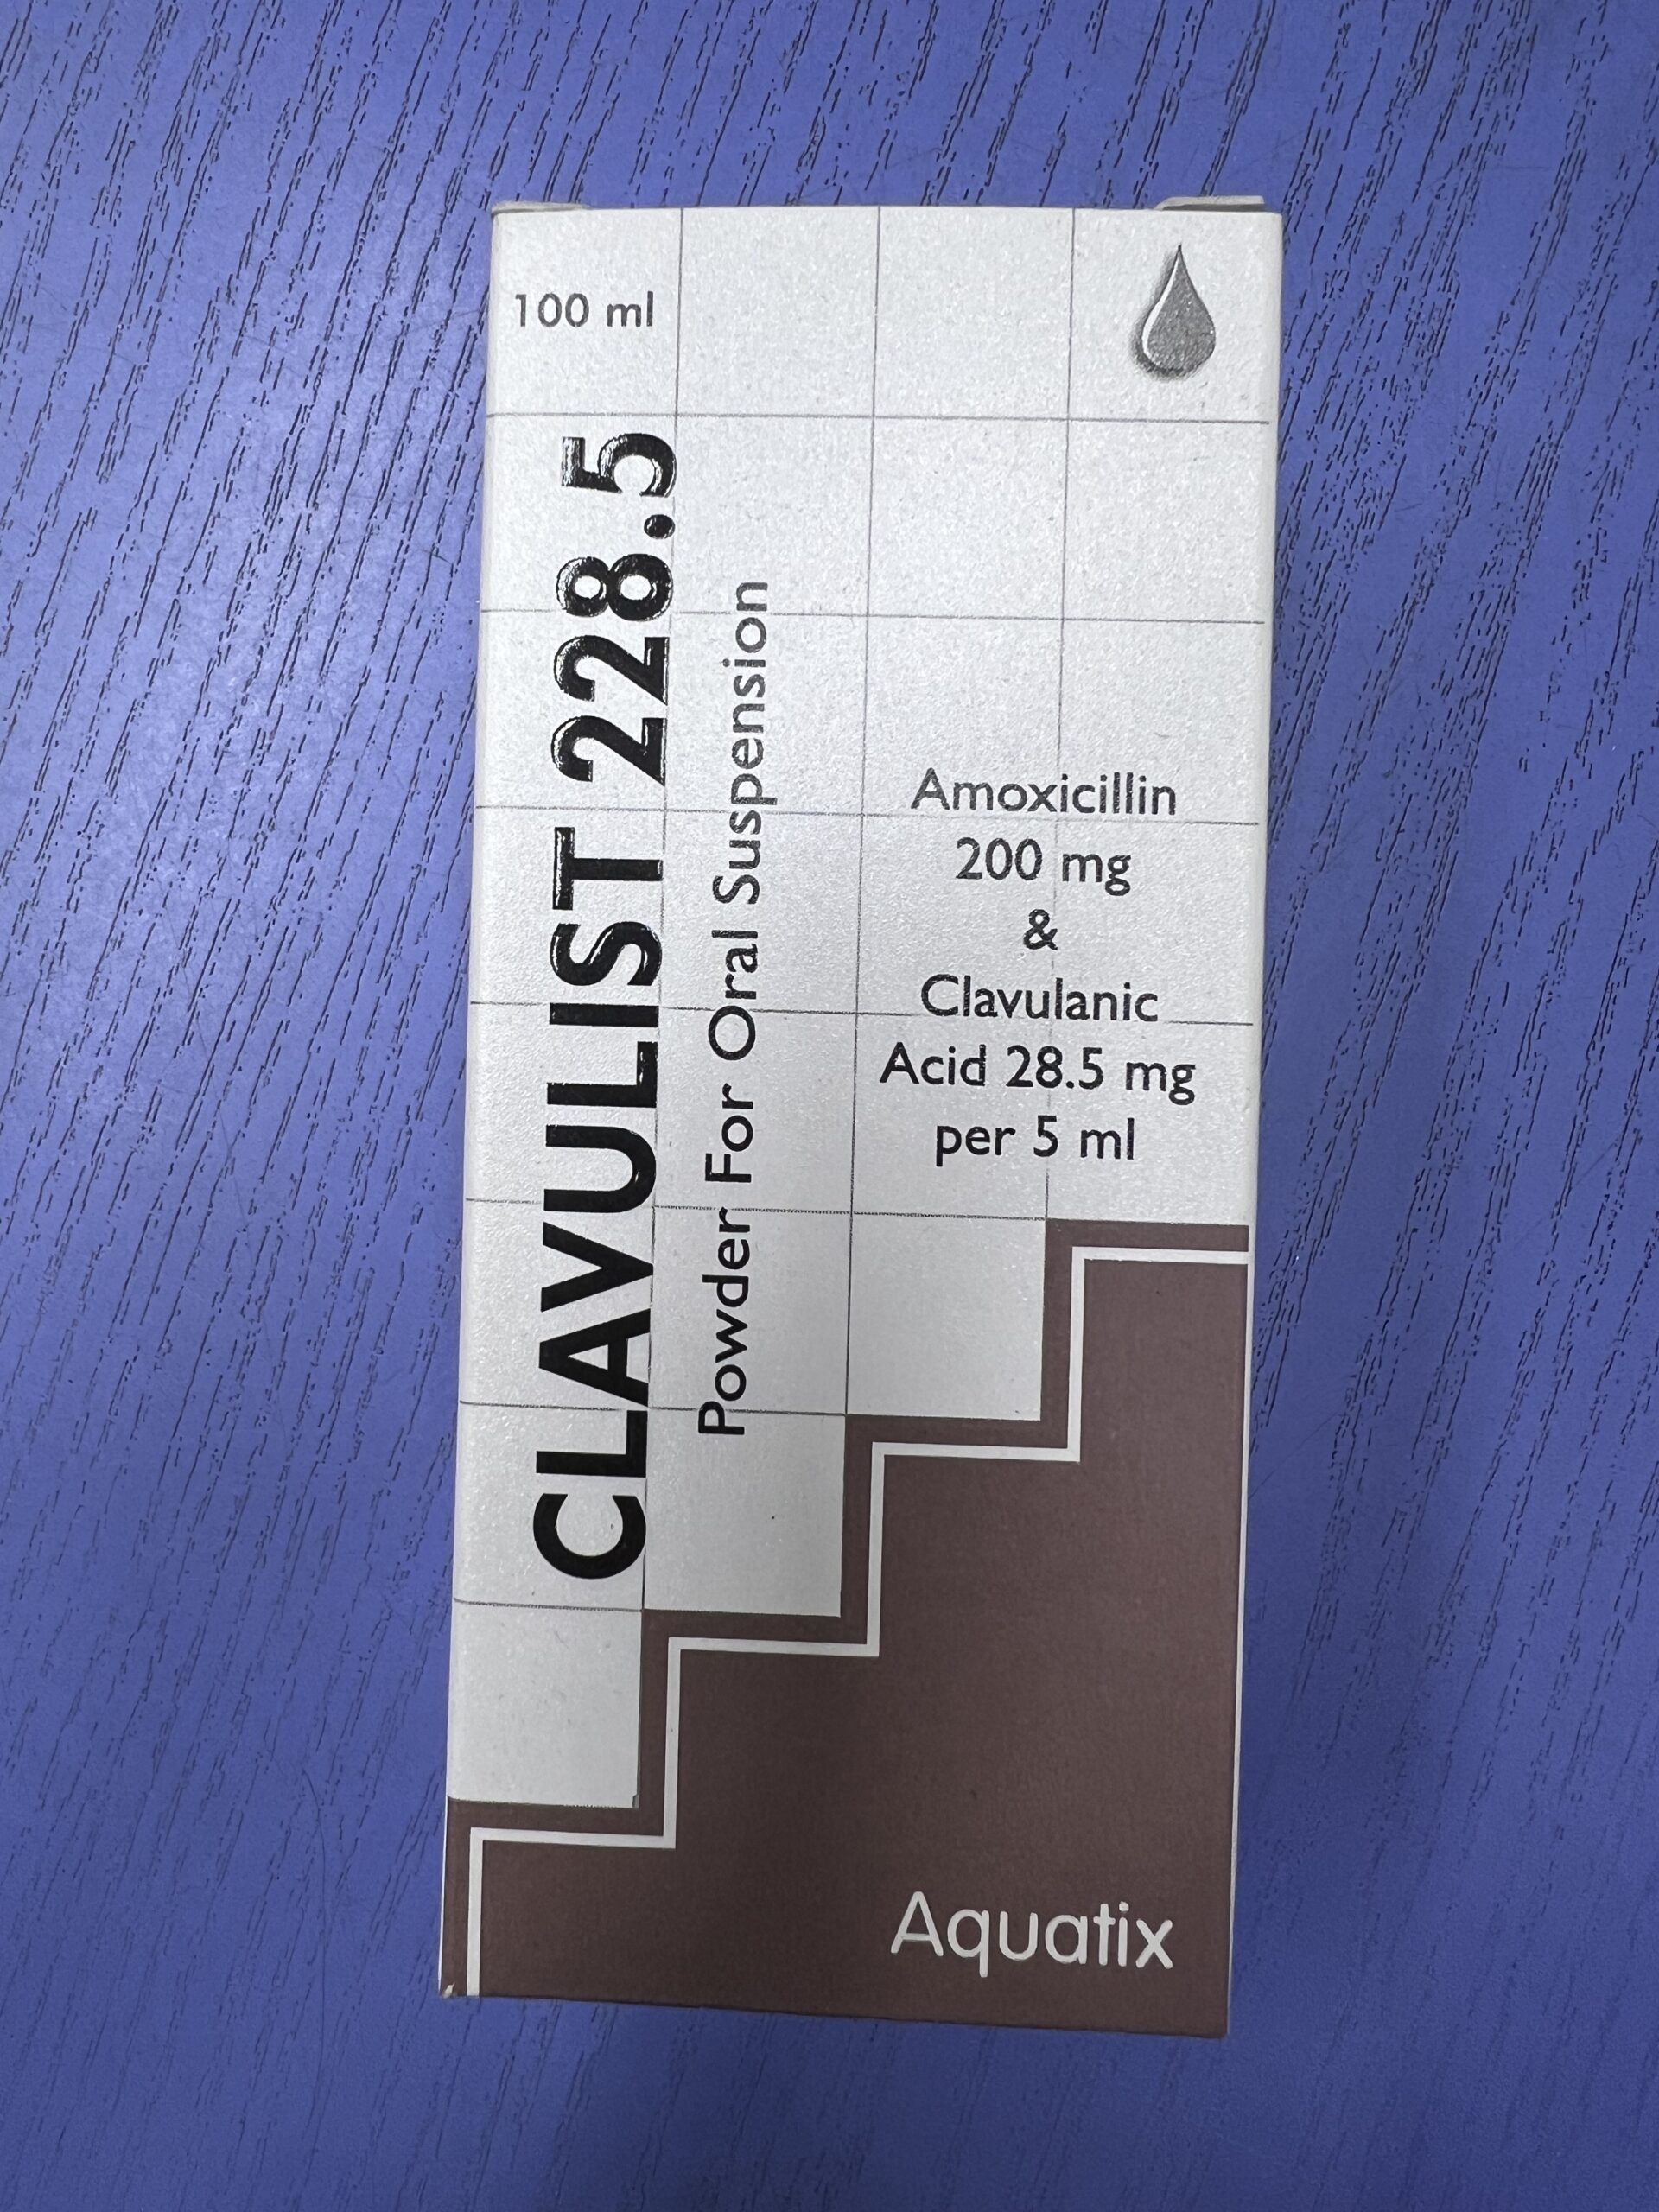 100 ml
CLAVULIST 228.5
Powder For Oral Suspension
Amoxicillin
200 mg
&
Clavulanic
Acid 28.5 mg
per 5 ml
Aquatix